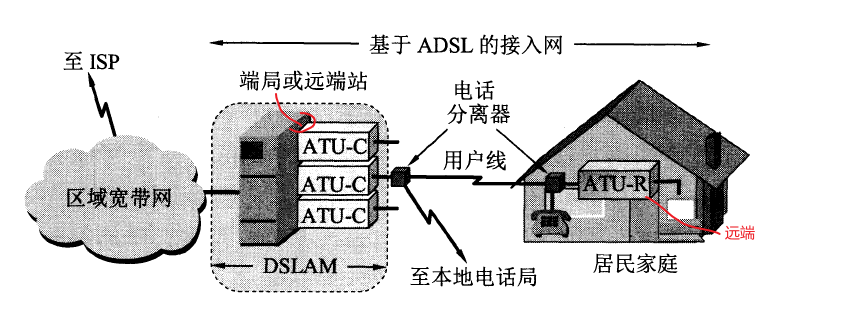 基于 ADSL 的接入网
至 ISP
端局或远端站
电话
分离器
ATU-C
ATU-C
ATU-C
用户线
区域宽带网
ATU-R
远端
DSLAM
至本地电话局
居民家庭